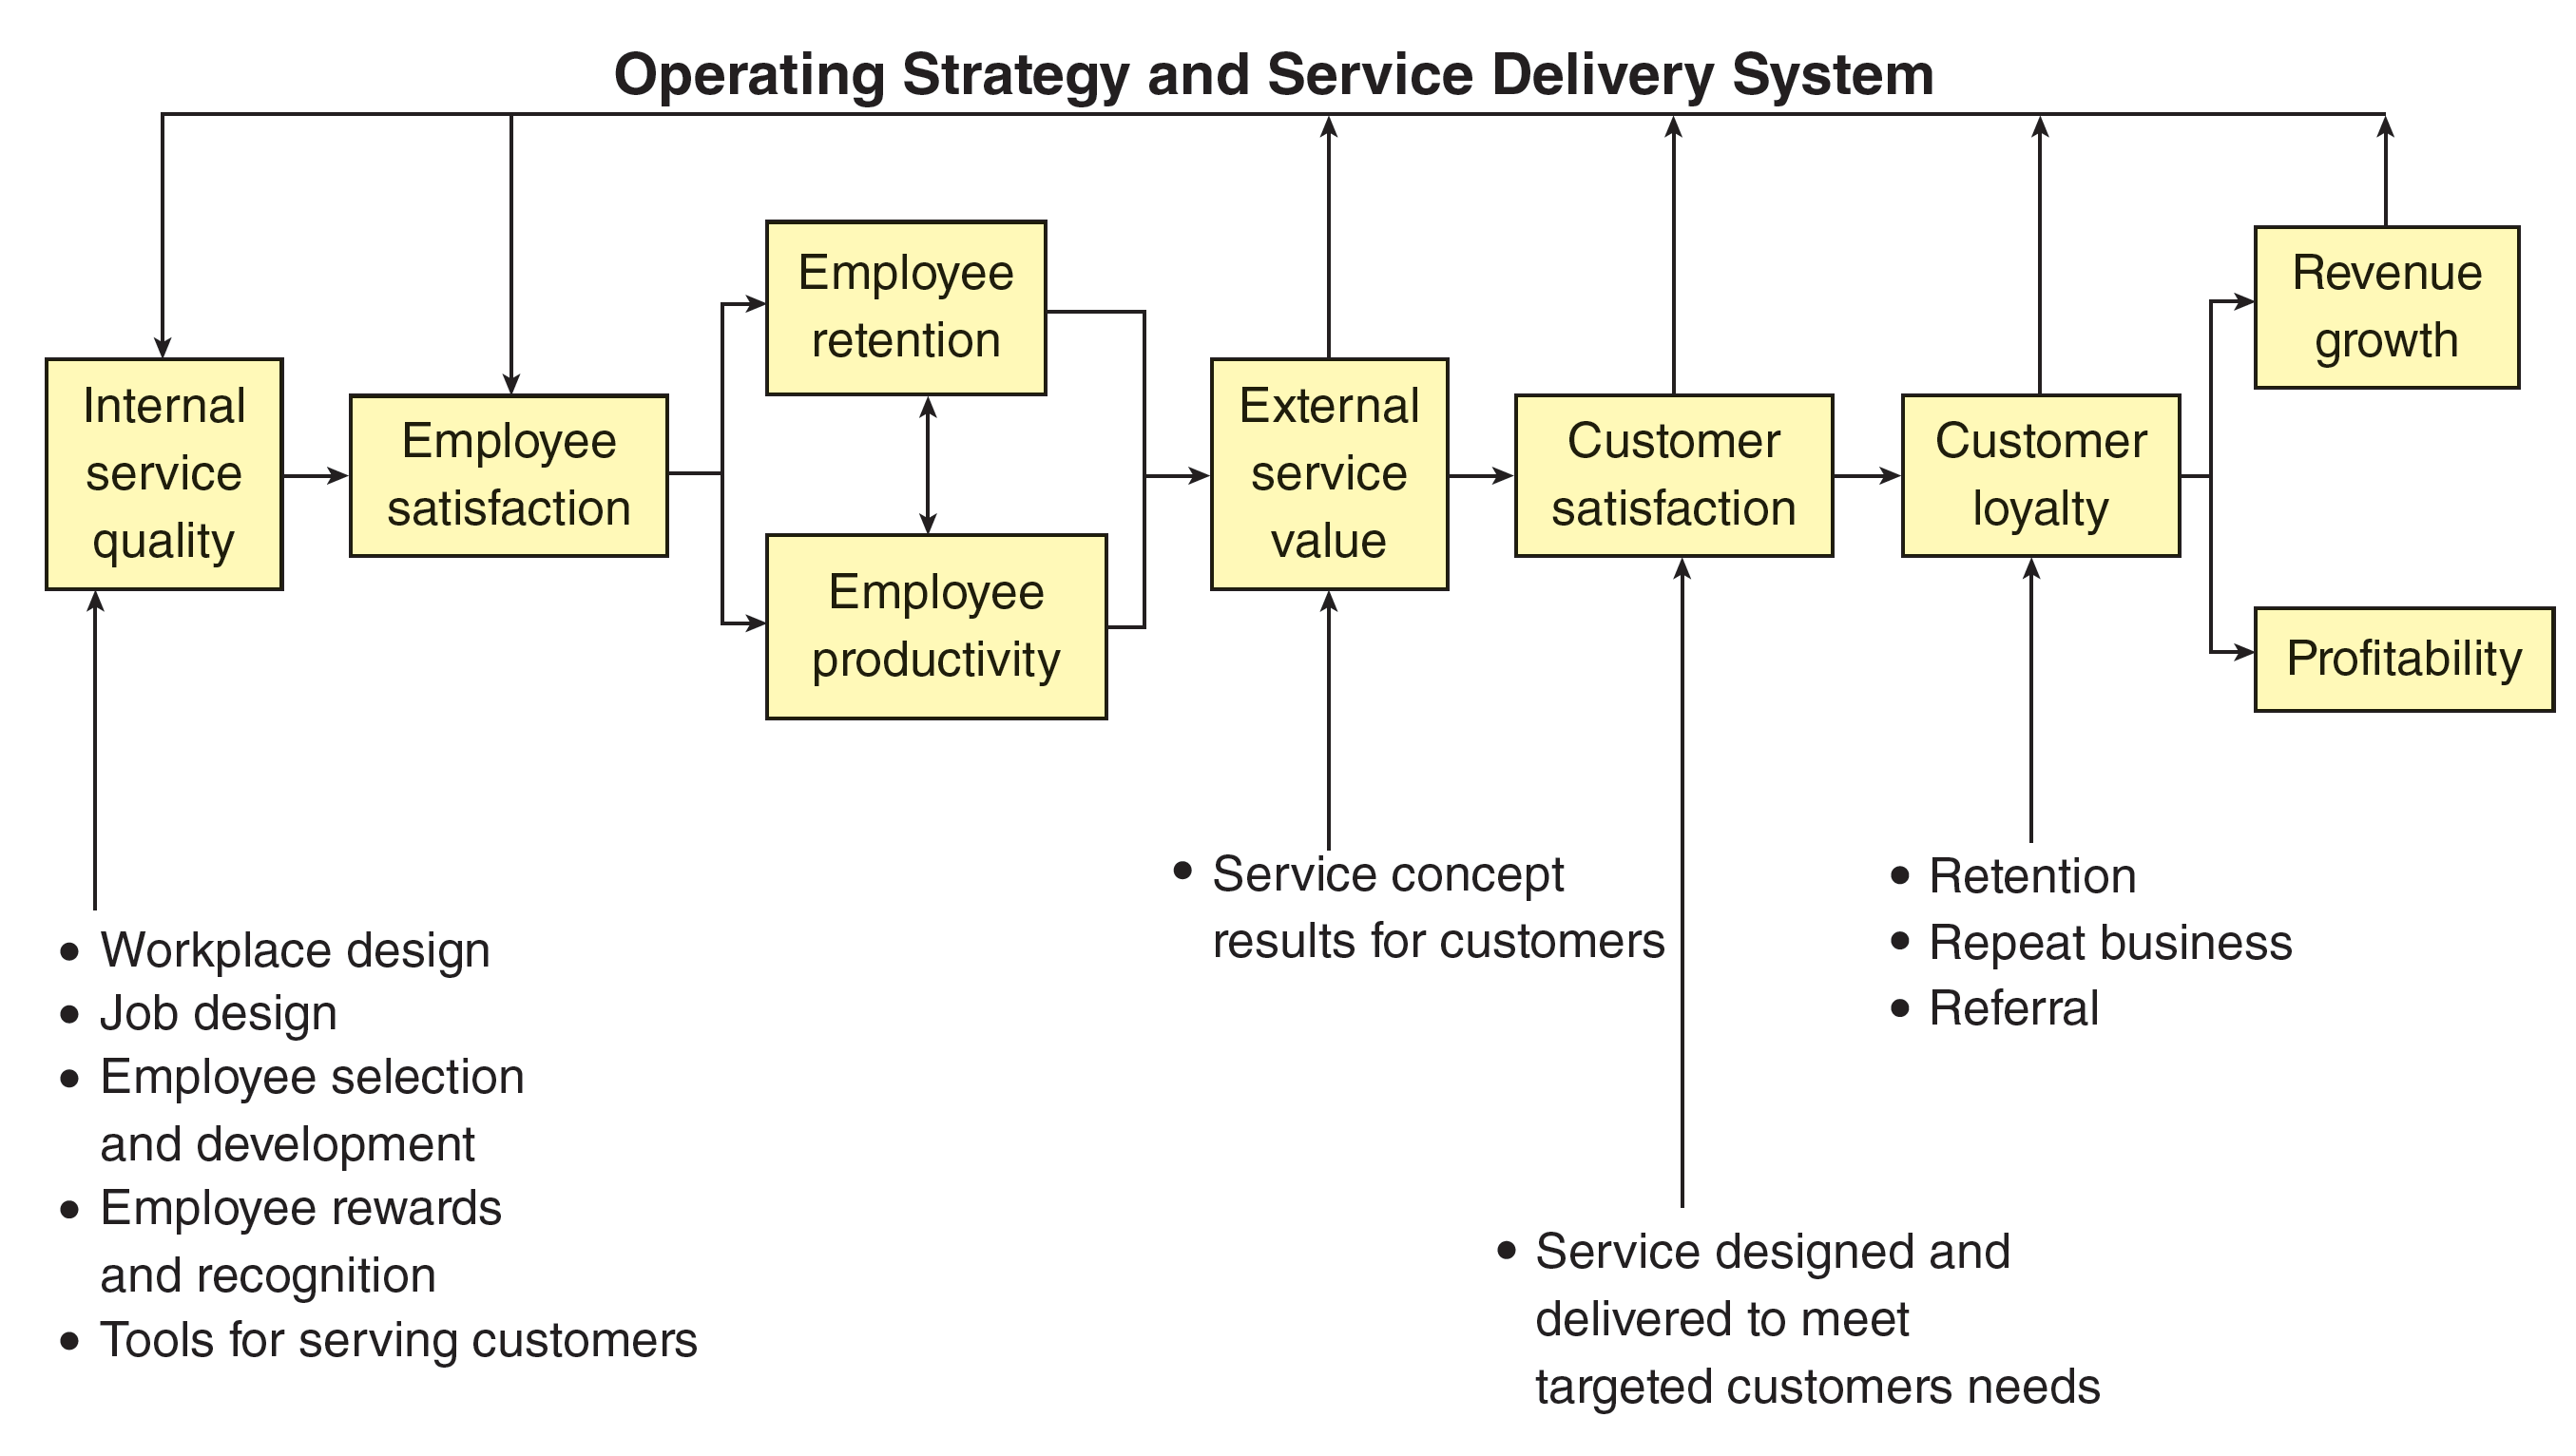 Operating Strategy and Service Delivery System
Internal
service
quality
Employee
satisfaction
Employee
retention
Employee
productivity
External
service
value
Customer
satisfaction
Customer
loyalty
Revenue
growth
Profitability
• Workplace design
• Job design
• Employee selection
and development
• Employee rewards
and recognition
• Tools for serving customers
• Service concept
results for customers
• Service designed and
delivered to meet
targeted customers needs
• Retention
• Repeat business
• Referral